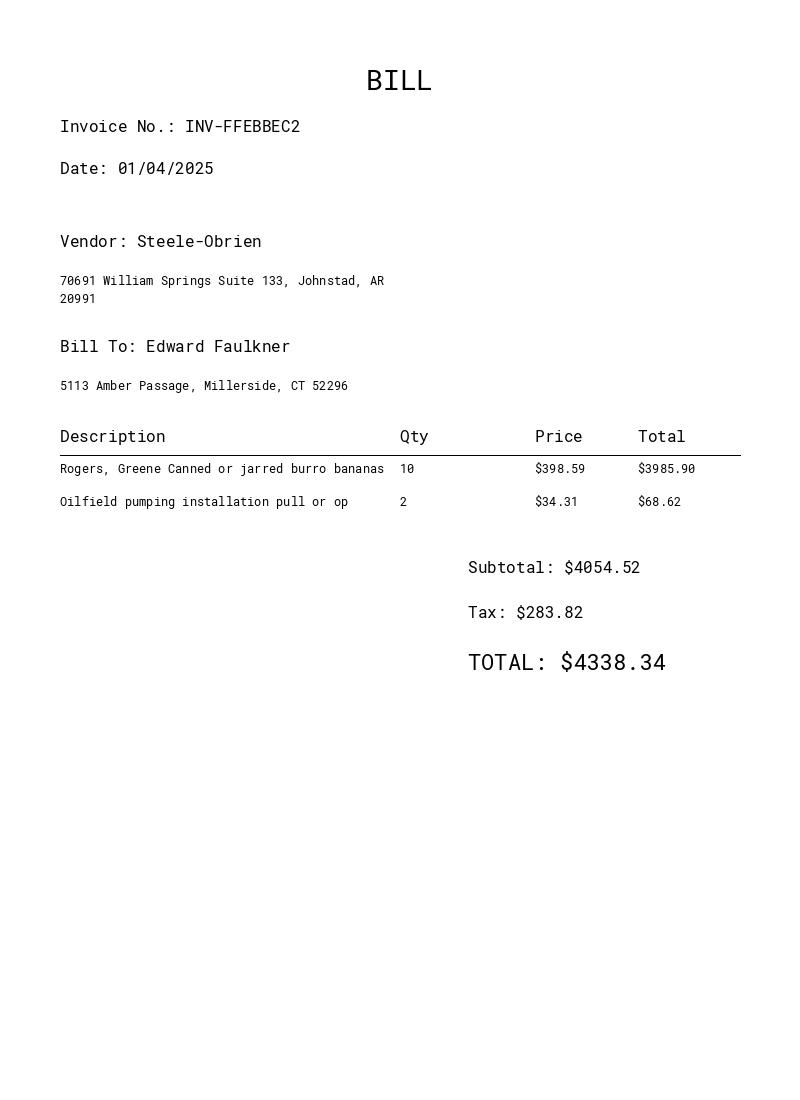 BILL
Invoice No.: INV-FFEBBEC2
Date: 01/04/2025
Vendor: Steele-Obrien
70691 William Springs Suite 133, Johnstad, AR
20991
Bill To: Edward Faulkner
5113 Amber Passage, Millerside, CT 52296
Description Qty Price Total
Rogers, Greene Canned or jarred burro bananas 10 $398.59 $3985.90
Oilfield pumping installation pull or op 2 $34.31 $68.62
Subtotal: $4054.52
Tax: $283.82
TOTAL: $4338.34